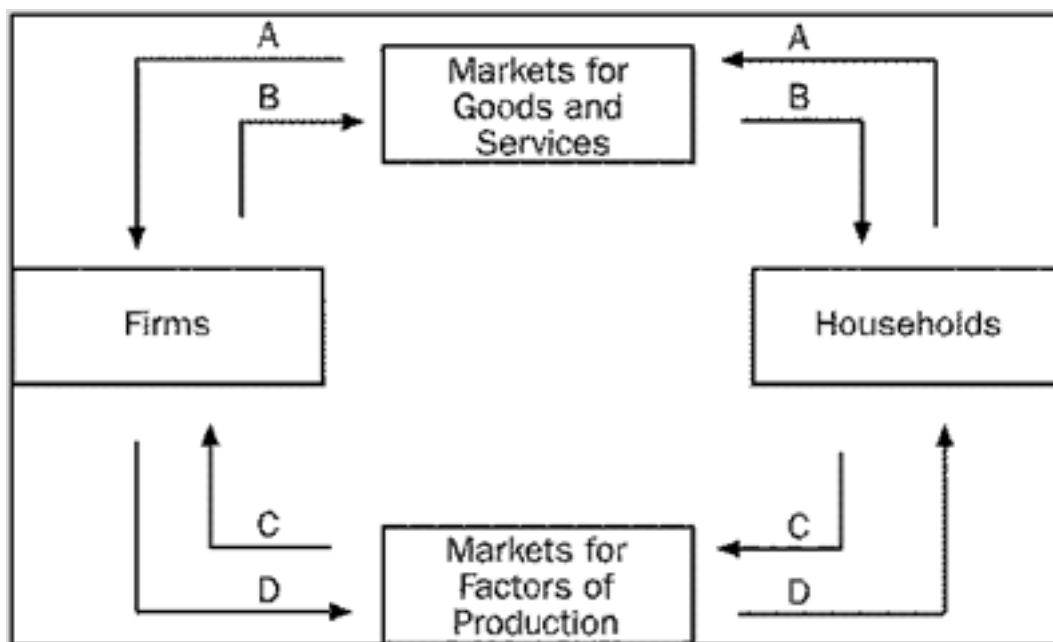 A
A
Markets for
Goods and
Services
B
B
Firms
Households
C
C
Markets for
Factors of
Production
D
D